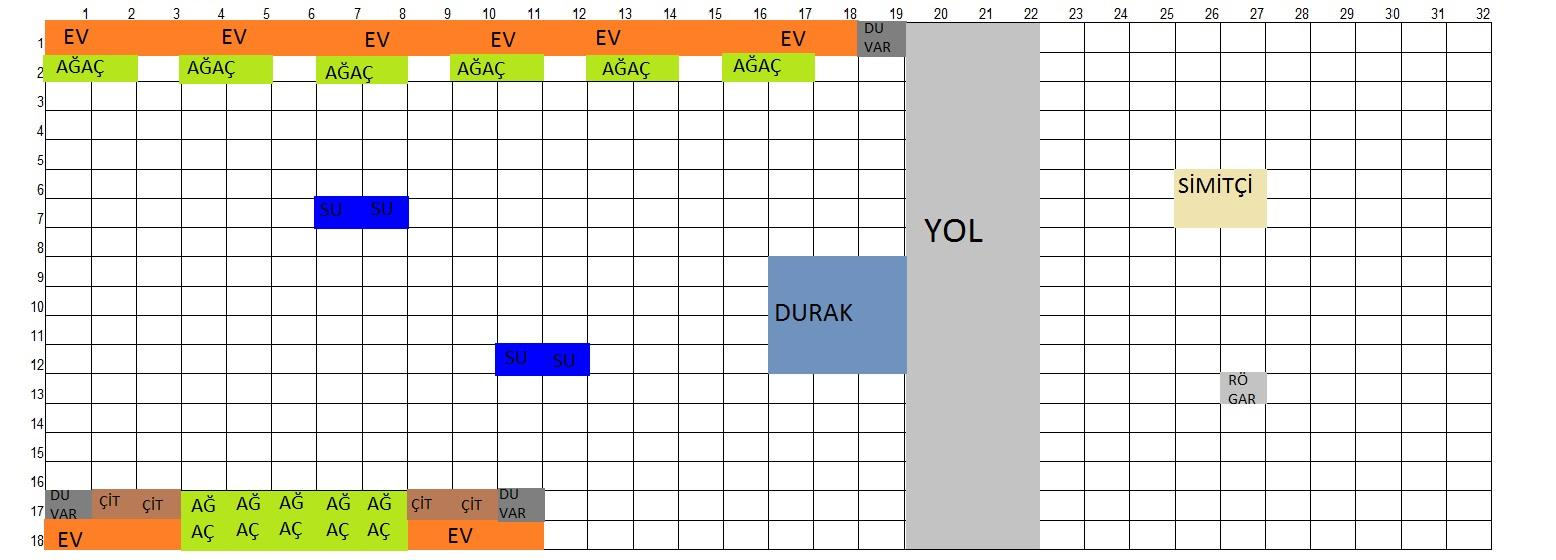 1 2 3 4 5 6 7 8 9 10 11 12 13 14 15 16 17 18 19 20 21 22 23 24 25 26 27 28 29 30 31 32
1 EV EV EV EV EV EV DU
VAR
2 AĞAÇ AĞAÇ AĞAÇ AĞAÇ AĞAÇ AĞAÇ
3
4
5
6 SİMİTÇİ
7 SU SU
YOL
8
9
10 DURAK
11
12 SU SU
13 RÖ
GAR
14
15
16
17 DU
VAR ÇİT ÇİT AĞ AĞ AĞ AĞ AĞ ÇİT ÇİT DU
VAR
18 EV AÇ AÇ AÇ AÇ AÇ EV